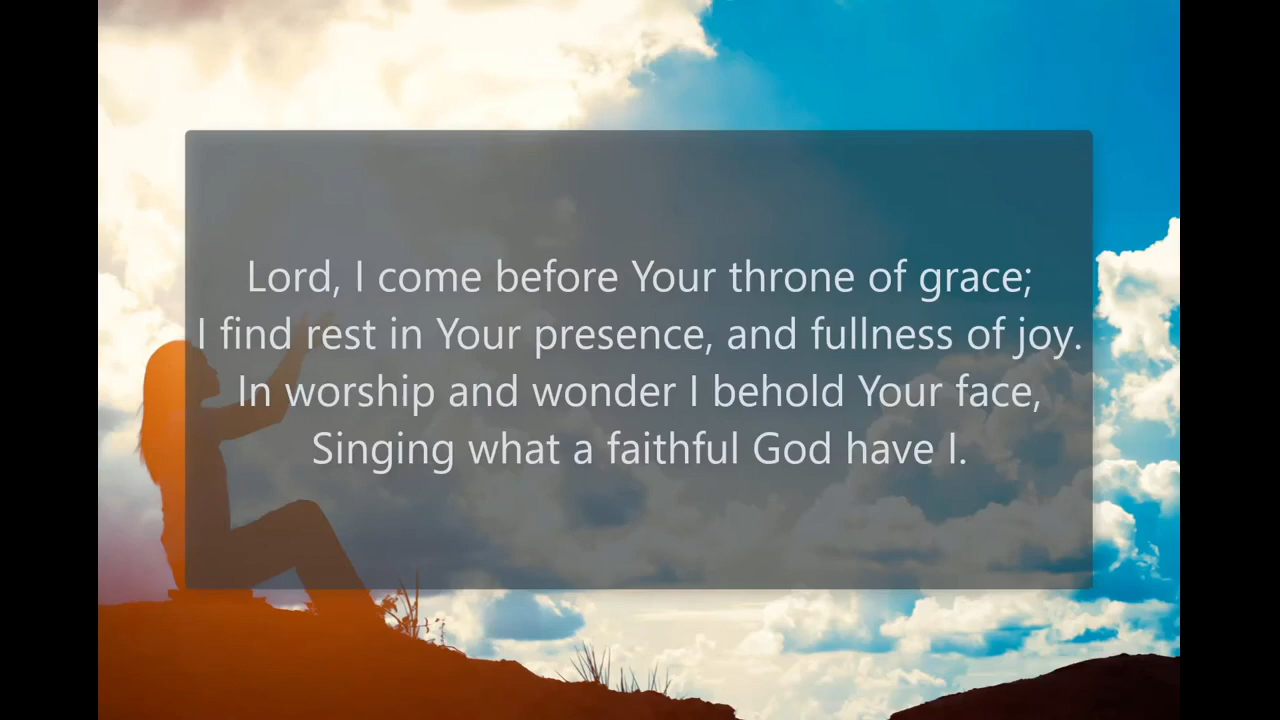 Lord, I come before Your throne of grace;
I find rest in Your presence, and fullness of joy.
In worship and wonder I behold Your face,
Singing what a faithful God have I.